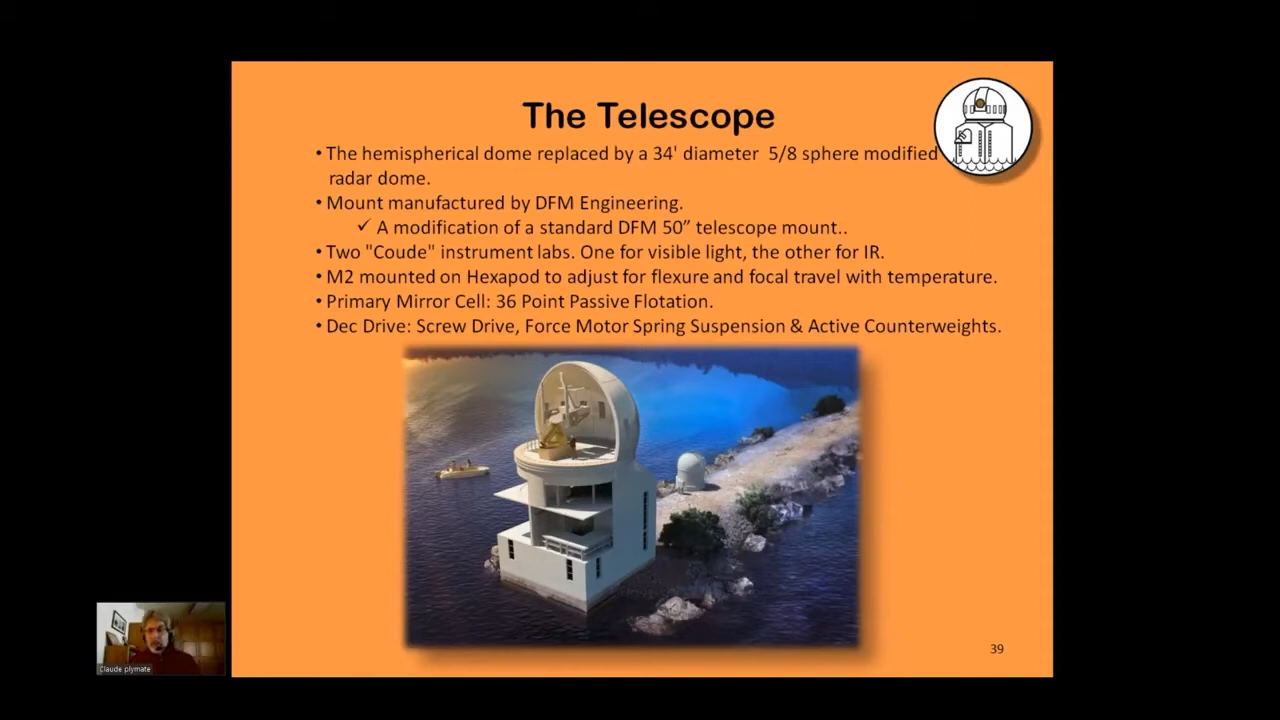 The Telescope
• The hemispherical dome replaced by a 34' diameter 5/8 sphere modified
radar dome.
• Mount manufactured by DFM Engineering.
✓ A modification of a standard DFM 50” telescope mount..
• Two "Coude" instrument labs. One for visible light, the other for IR.
• M2 mounted on Hexapod to adjust for flexure and focal travel with temperature.
• Primary Mirror Cell: 36 Point Passive Flotation.
• Dec Drive: Screw Drive, Force Motor Spring Suspension & Active Counterweights.
39
Claude plymate